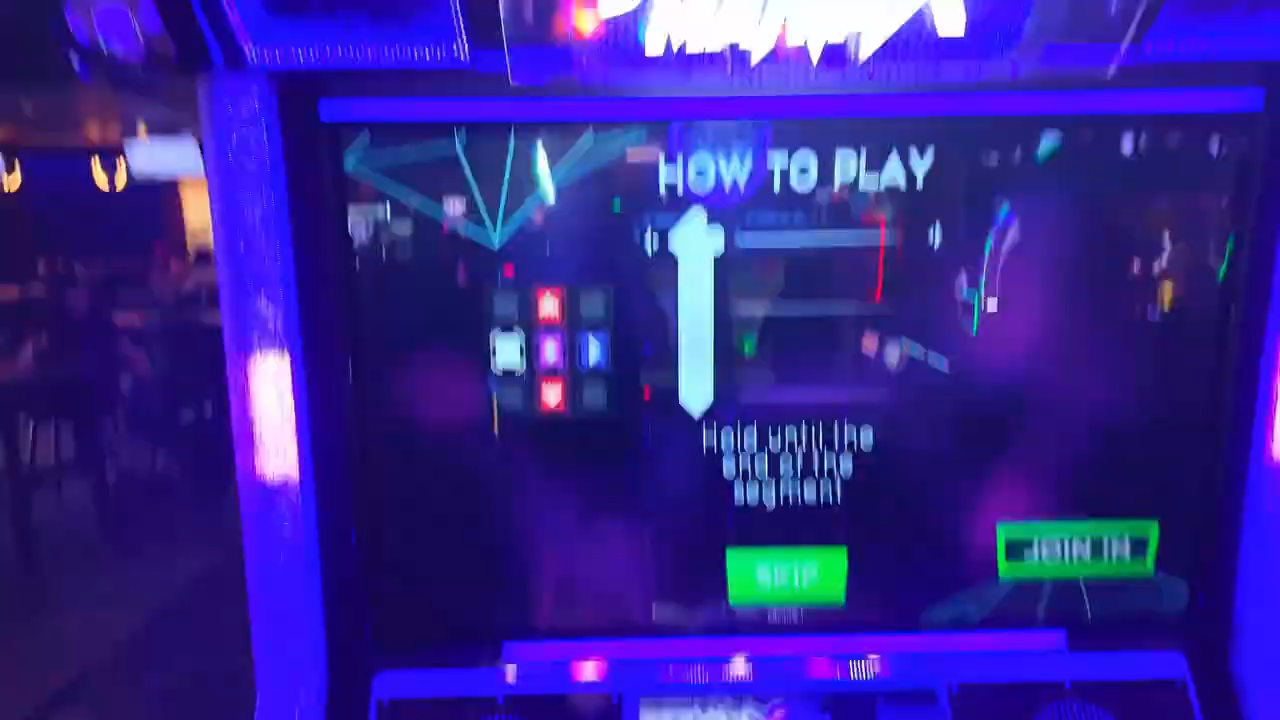 HOW TO PLAY
Hold until the
end of the
segment
SKIP
JOIN IN